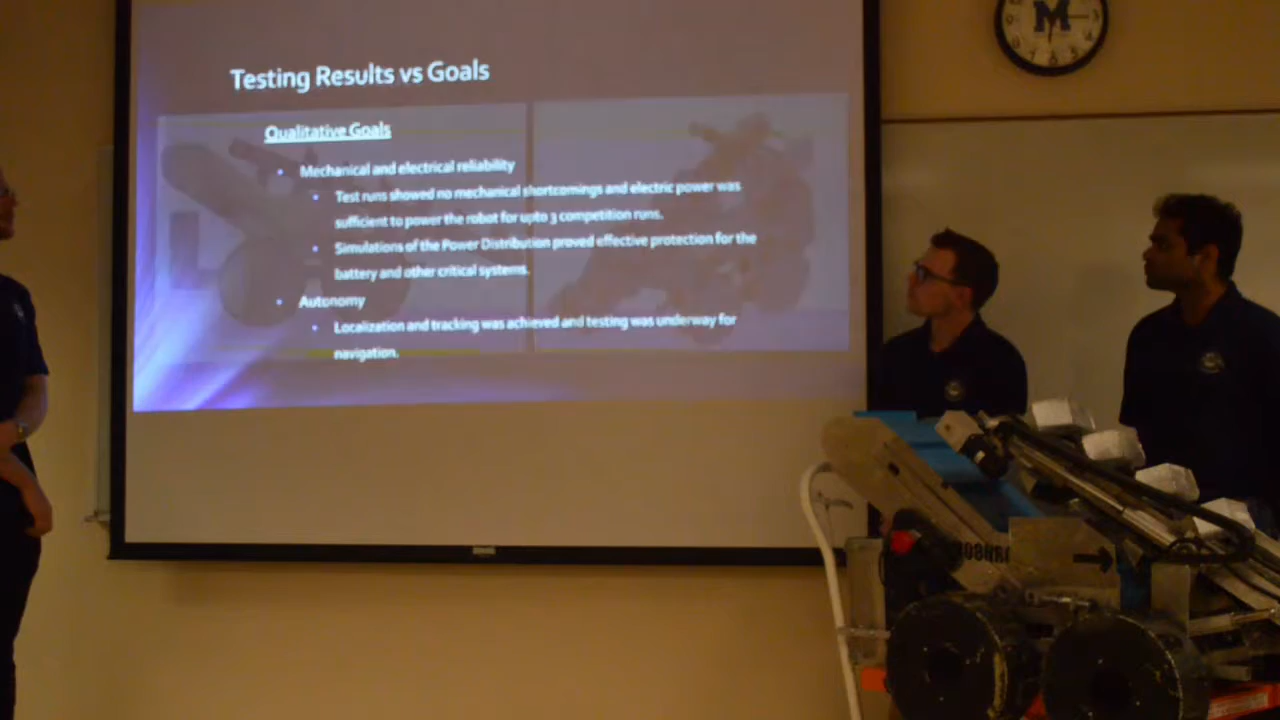 M
Testing Results vs Goals
Qualitative Goals
Mechanical and electrical reliability
Test runs showed no mechanical shortcomings and electric power was
sufficient to power the robot for upto 3 competition runs.
Simulations of the Power Distribution proved effective protection for the
battery and other critical systems.
Autonomy
Localization and tracking was achieved and testing was underway for
navigation.